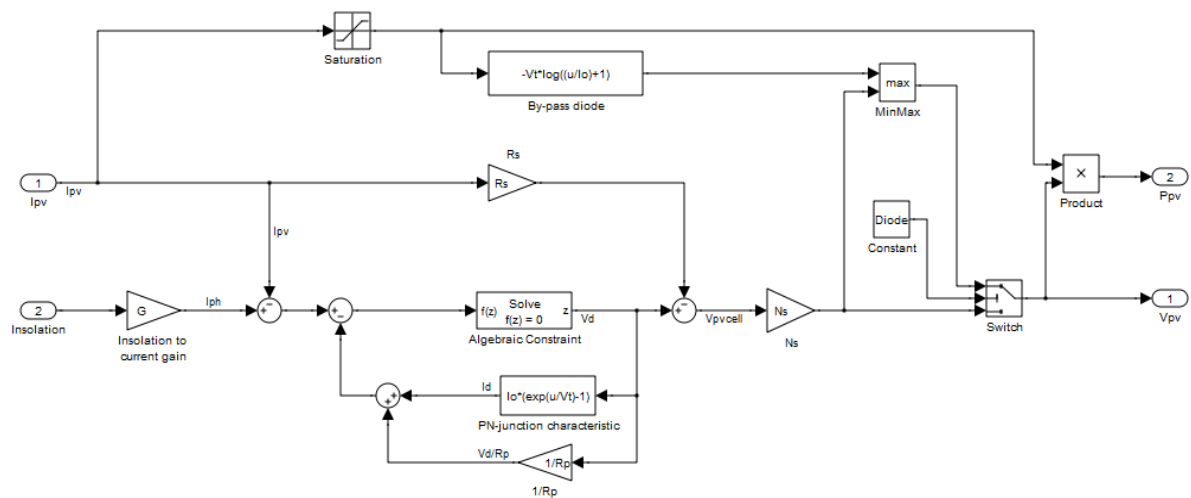 Saturation
-Vt*log((u/Io)+1)
By-pass diode
max
MinMax
Rs
1
Ipv
Ipv
Rs
×
Product
2
Ppv
Ipv
Diode
Constant
2
Insolation
G
Insolation to
current gain
Iph
f(z)
Solve
f(z) = 0
z
Algebraic Constraint
Vd
Vpvcell
Ns
Ns
Switch
1
Vpv
Id
Io*(exp(u/Vt)-1)
PN-junction characteristic
Vd/Rp
1/Rp
1/Rp